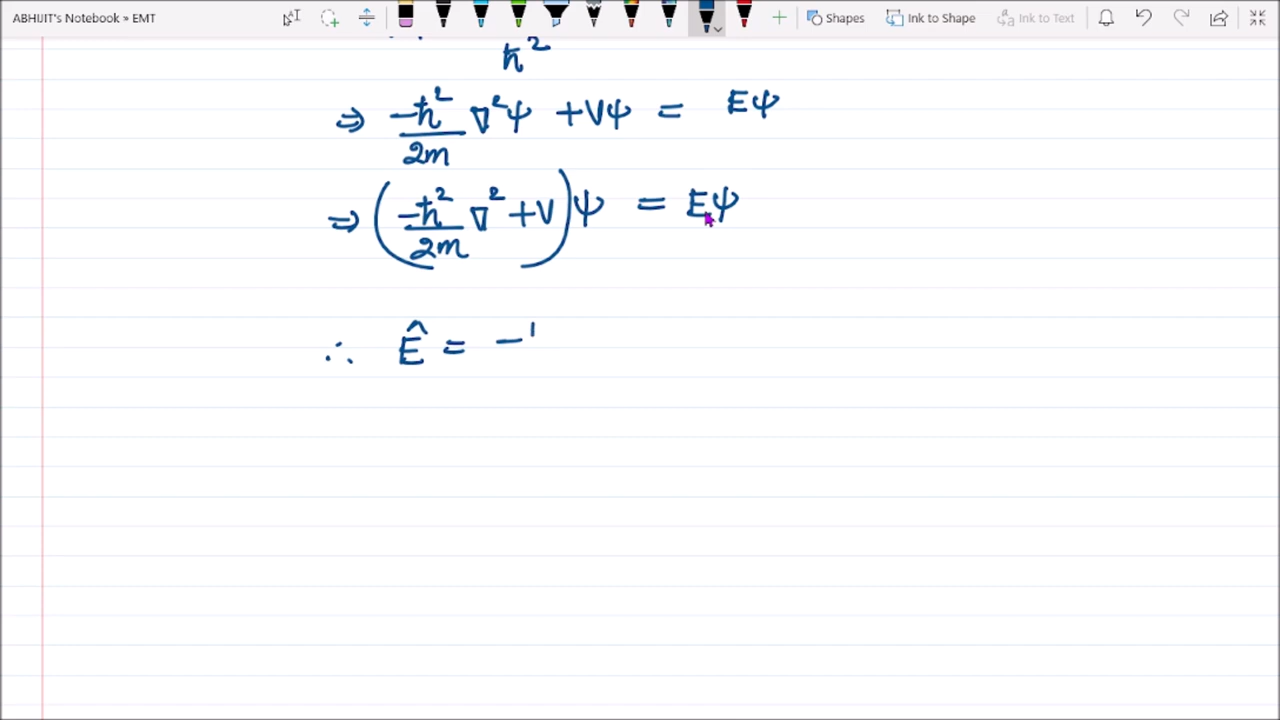 ABHIJIT's Notebook » EMT Shapes Ink to Shape Ink to Text
ħ²
⇒ -ħ²/2m ∇²ψ + Vψ = Eψ
⇒ (-ħ²/2m ∇² + V) ψ = Eψ
∴ Ê = -